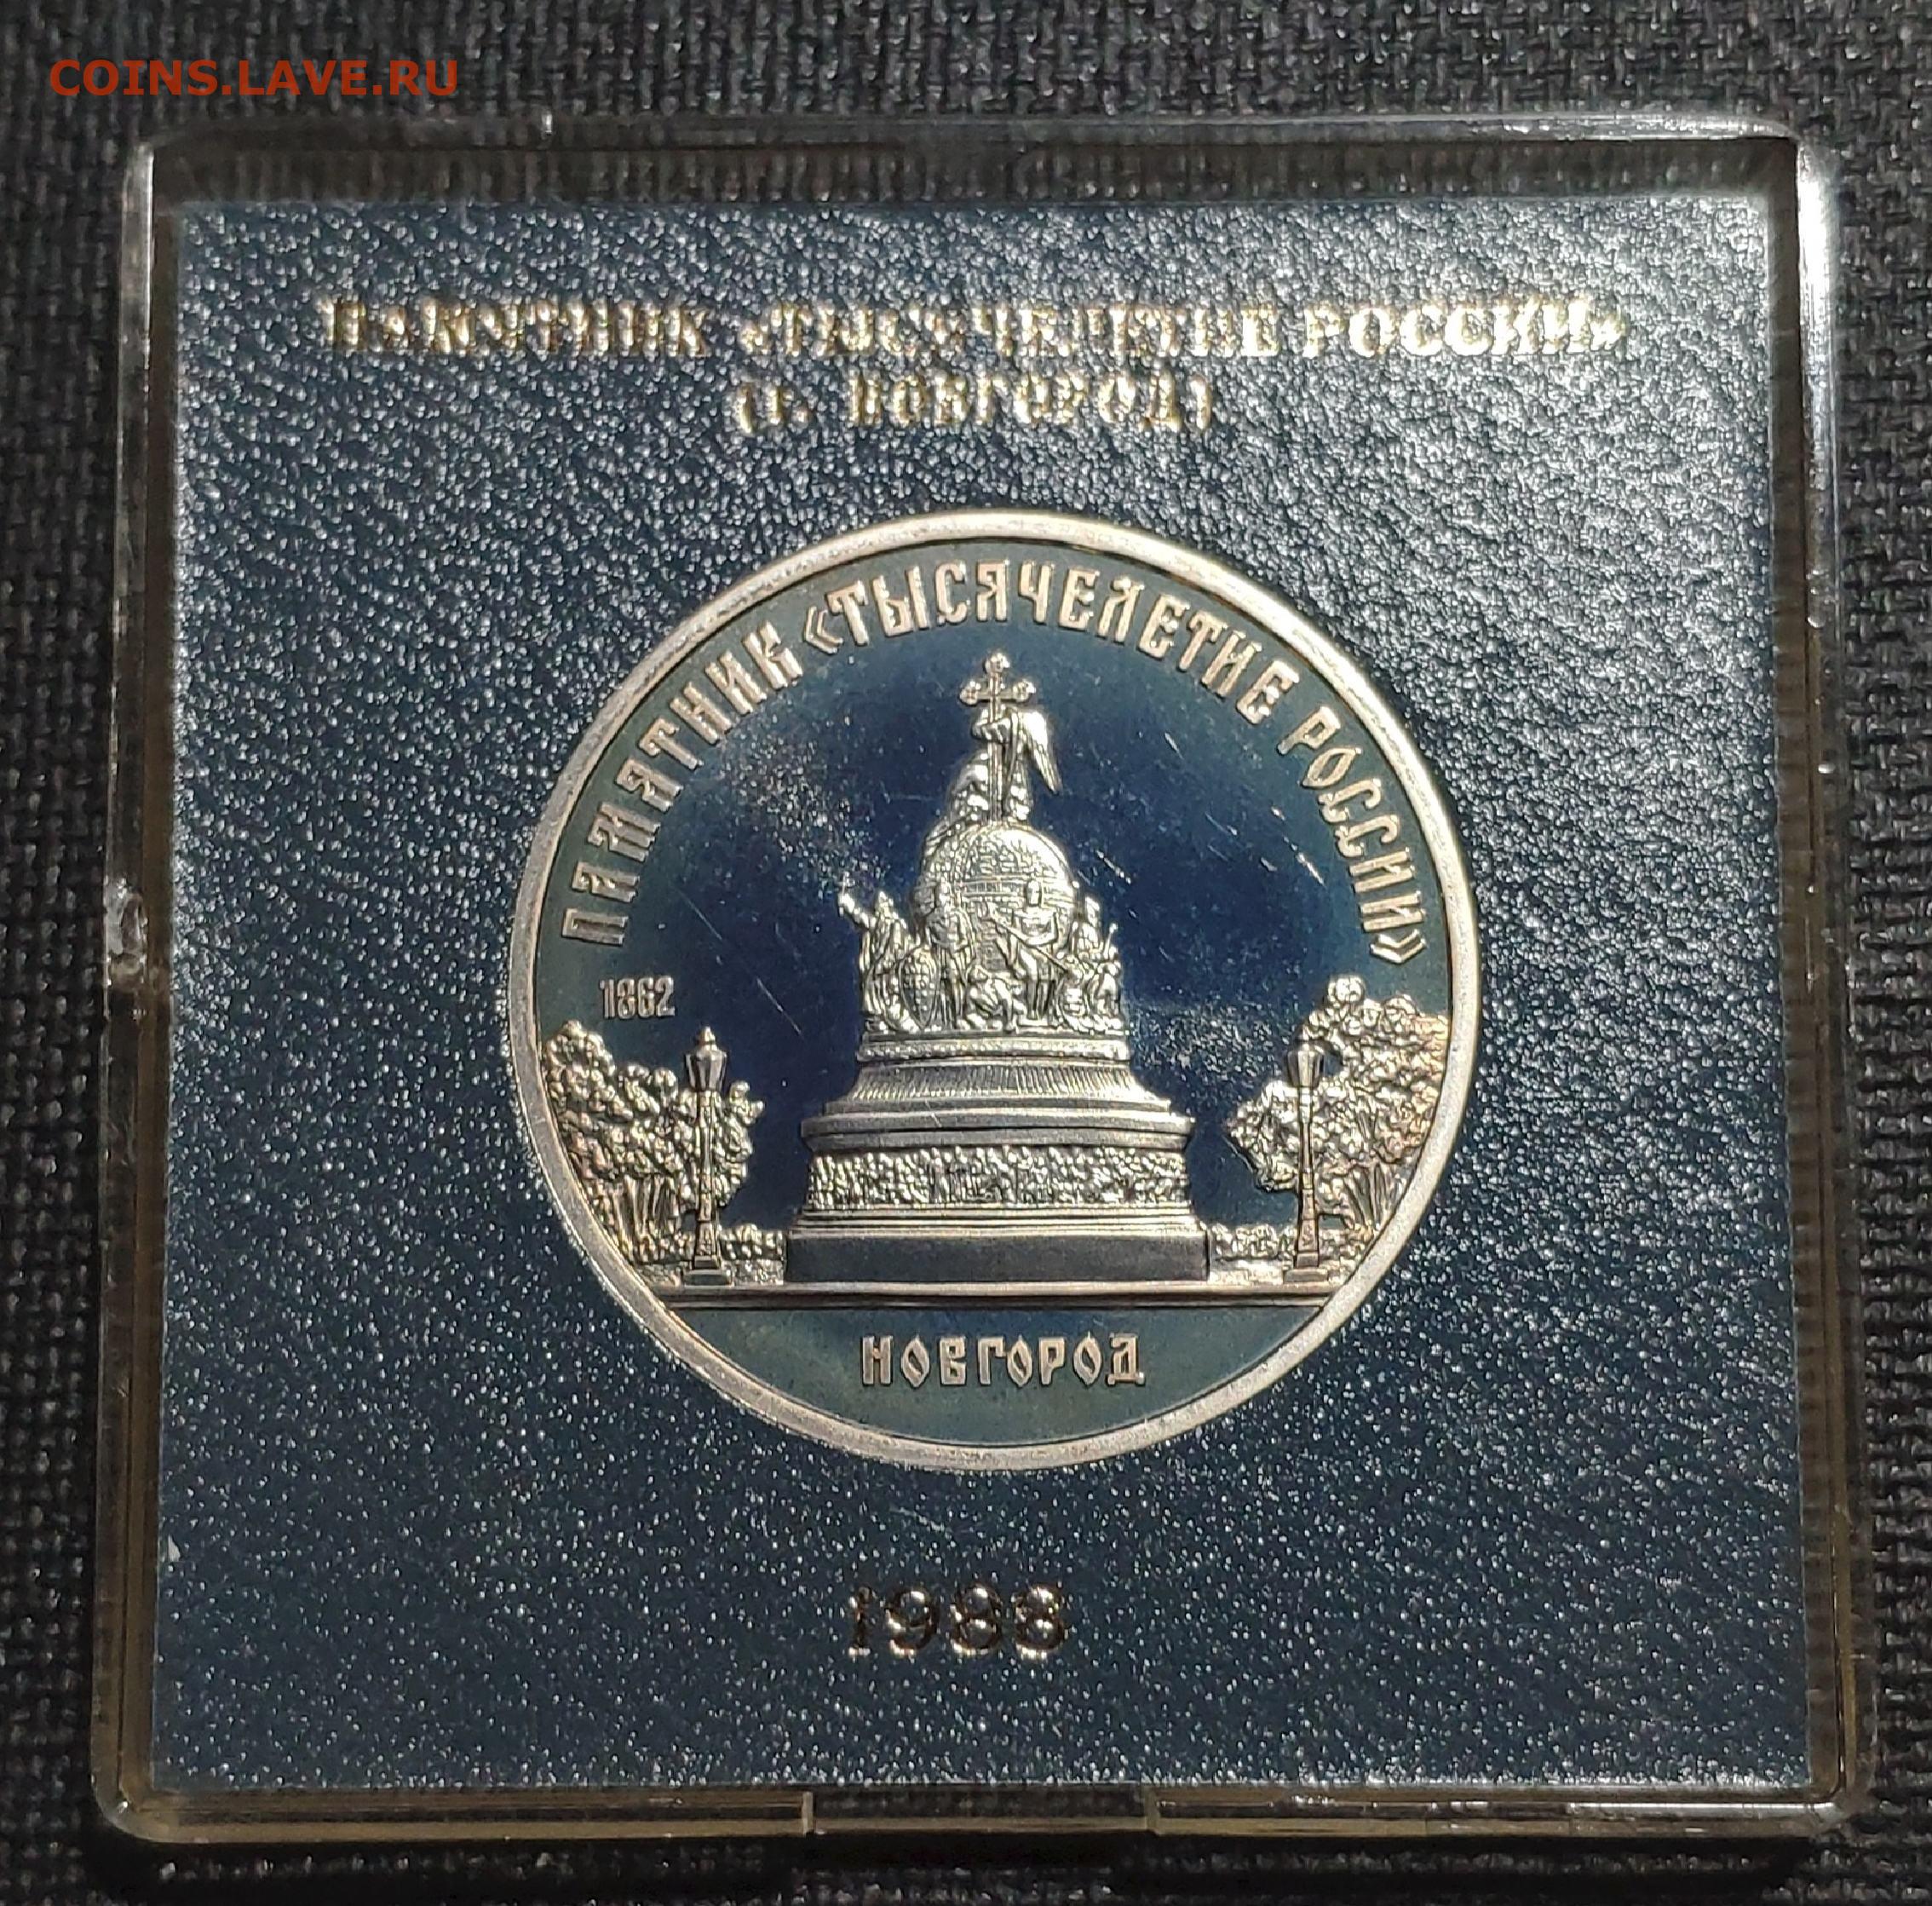 COINS.LAVE.RU
ПАМЯТНИК «ТЫСЯЧЕЛЕТИЕ РОССИИ»
(г. НОВГОРОД)
ПАМЯТНИК «ТЫСЯЧЕЛЕТИЕ РОССИИ»
1862
НОВГОРОД
1988